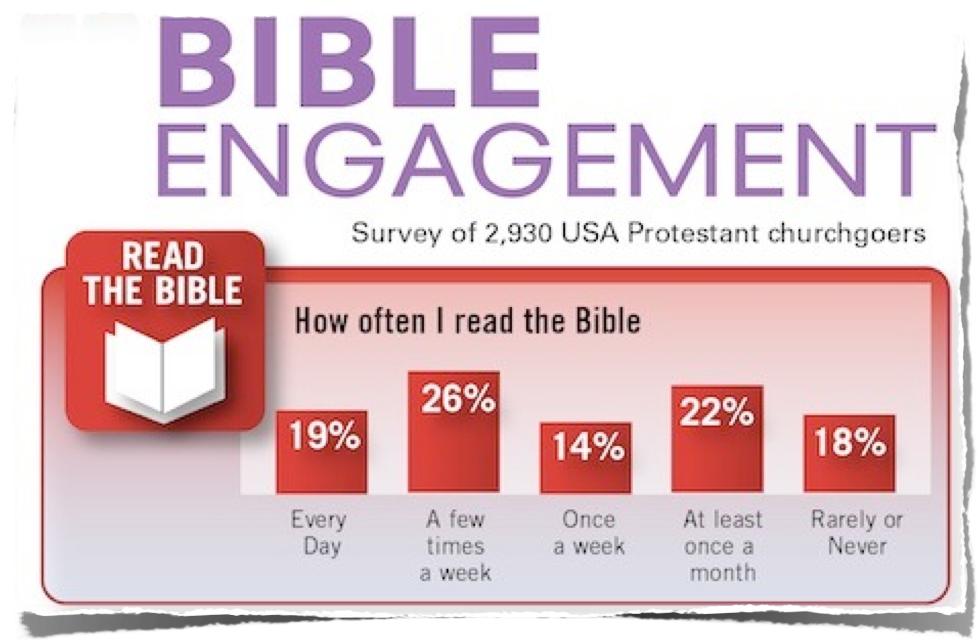 BIBLE
ENGAGEMENT
Survey of 2,930 USA Protestant churchgoers
READ
THE BIBLE
How often I read the Bible
19%
26%
14%
22%
18%
Every
Day
A few
times
a week
Once
a week
At least
once a
month
Rarely or
Never